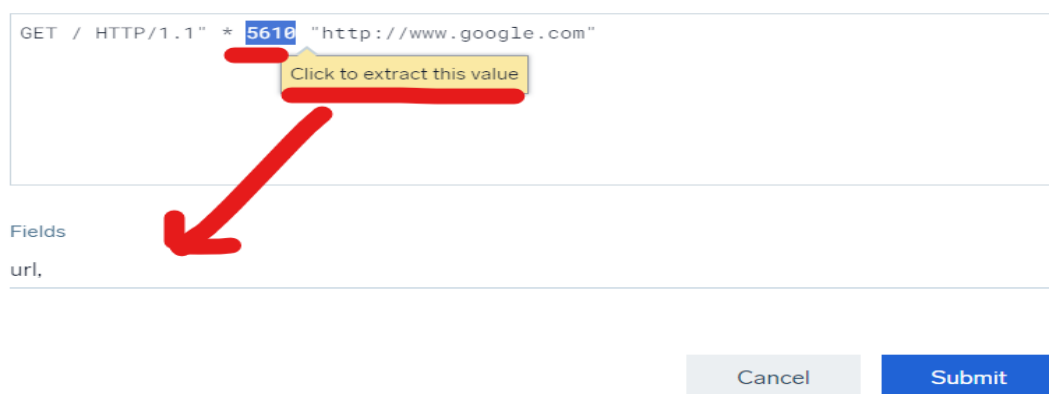 GET / HTTP/1.1" * 5610 "http://www.google.com"
Click to extract this value
Fields
url,
Cancel Submit